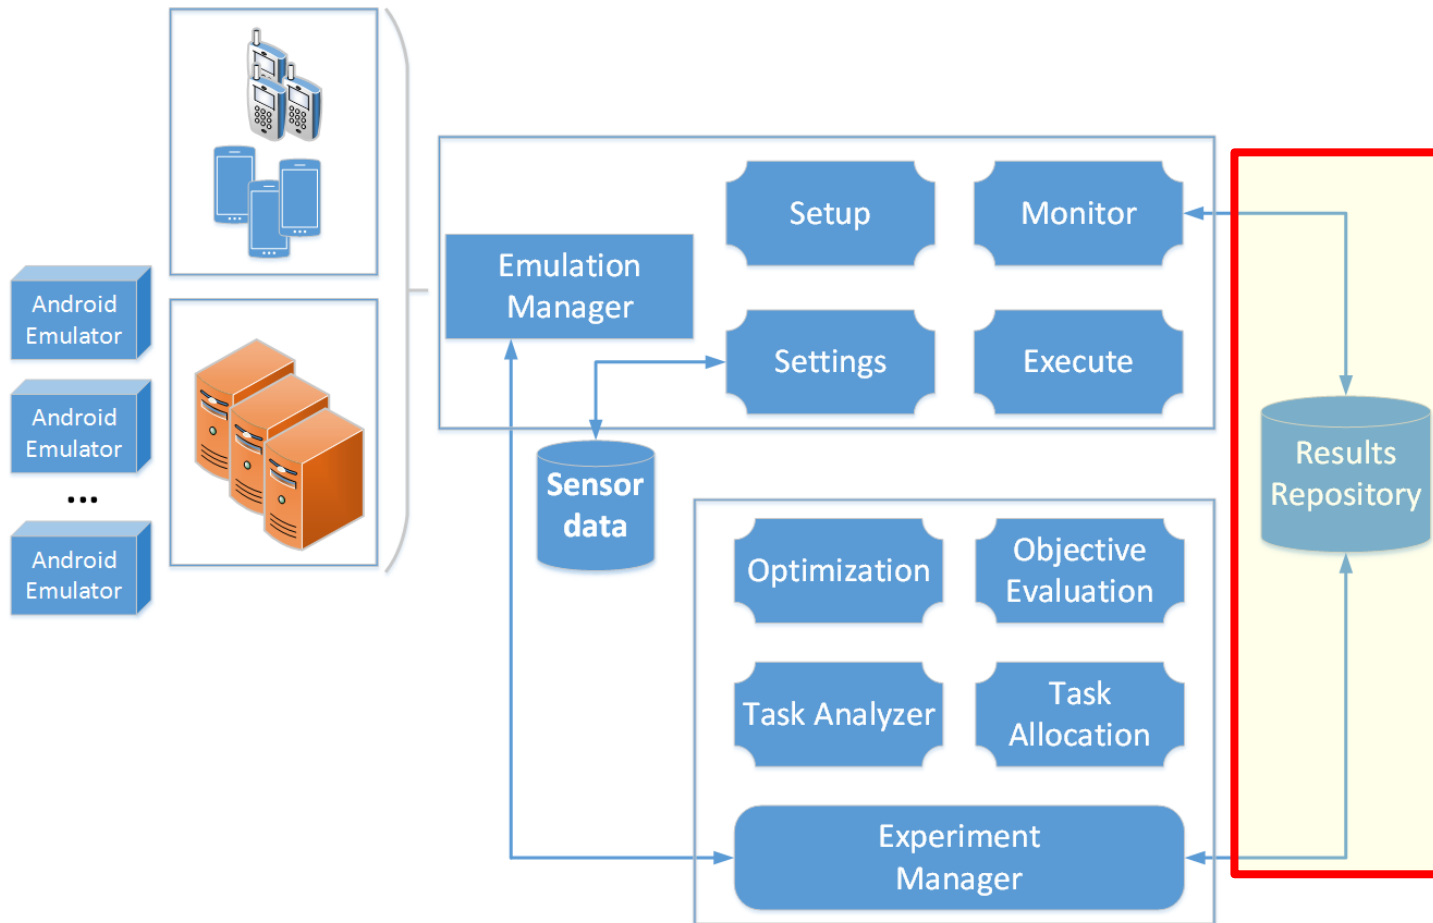 Android
Emulator
Android
Emulator
...
Android
Emulator
Emulation
Manager
Setup
Monitor
Settings
Execute
Sensor
data
Results
Repository
Optimization
Objective
Evaluation
Task Analyzer
Task
Allocation
Experiment
Manager